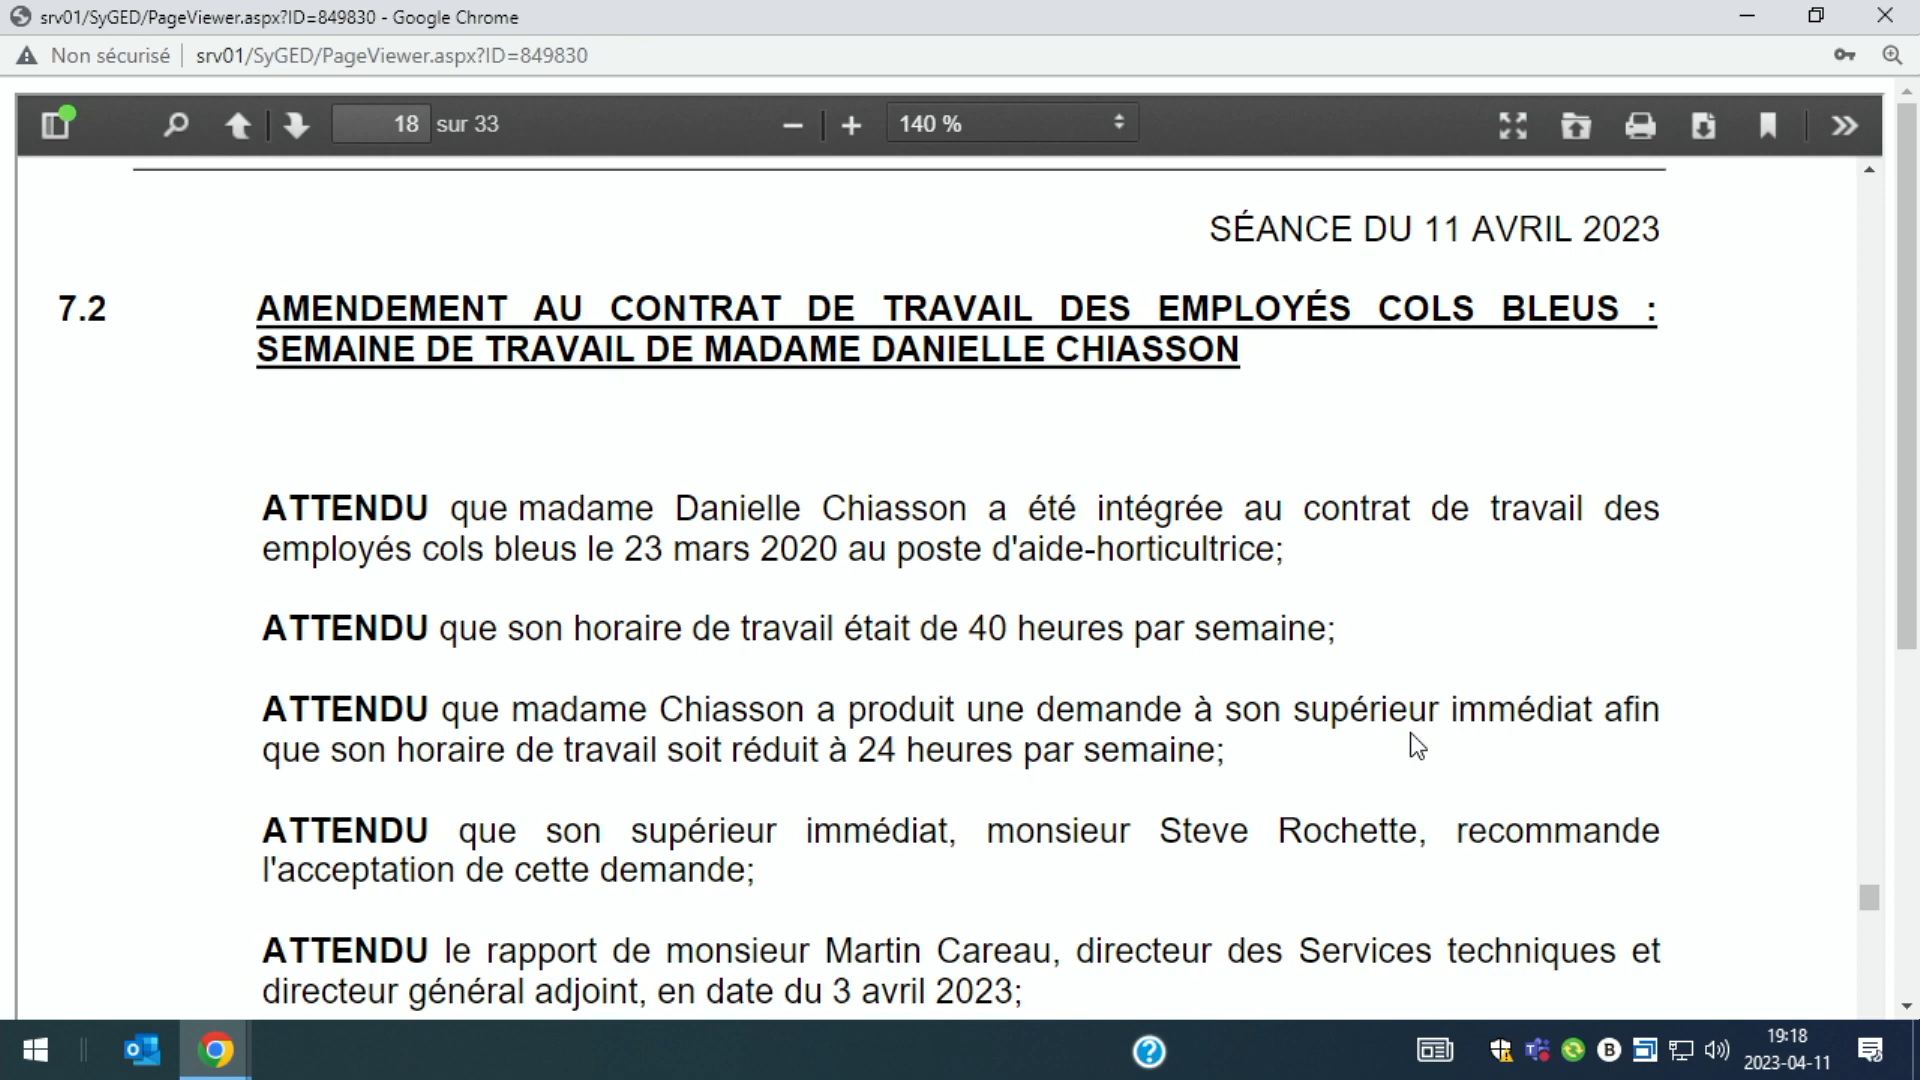 srv01/SyGED/PageViewer.aspx?ID=849830 - Google Chrome
Non sécurisé srv01/SyGED/PageViewer.aspx?ID=849830
18 sur 33 140 %
SÉANCE DU 11 AVRIL 2023
7.2 AMENDEMENT AU CONTRAT DE TRAVAIL DES EMPLOYÉS COLS BLEUS :
SEMAINE DE TRAVAIL DE MADAME DANIELLE CHIASSON
ATTENDU que madame Danielle Chiasson a été intégrée au contrat de travail des
employés cols bleus le 23 mars 2020 au poste d'aide-horticultrice;
ATTENDU que son horaire de travail était de 40 heures par semaine;
ATTENDU que madame Chiasson a produit une demande à son supérieur immédiat afin
que son horaire de travail soit réduit à 24 heures par semaine;
ATTENDU que son supérieur immédiat, monsieur Steve Rochette, recommande
l'acceptation de cette demande;
ATTENDU le rapport de monsieur Martin Careau, directeur des Services techniques et
directeur général adjoint, en date du 3 avril 2023;
19:18
2023-04-11